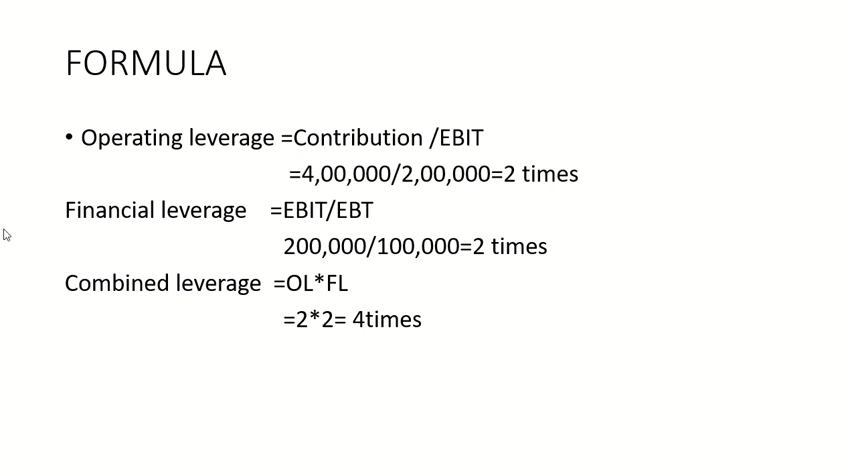 FORMULA
• Operating leverage =Contribution /EBIT
=4,00,000/2,00,000=2 times
Financial leverage =EBIT/EBT
200,000/100,000=2 times
Combined leverage =OL*FL
=2*2= 4times